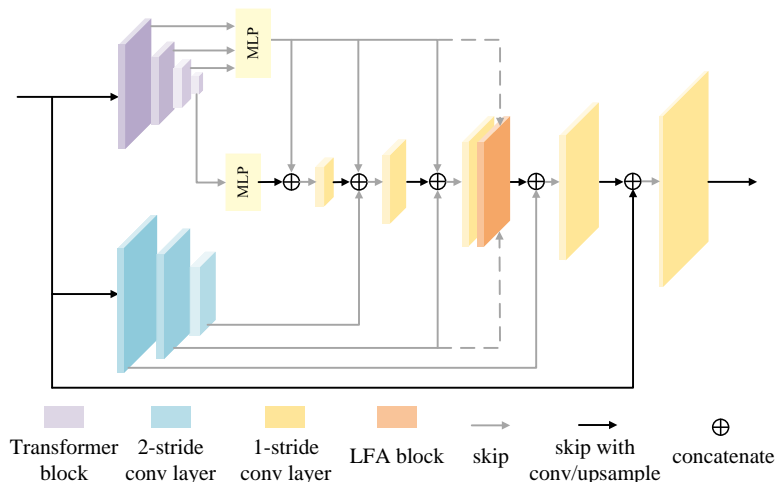 MLP
MLP
Transformer
block
2-stride
conv layer
1-stride
conv layer
LFA block
skip
skip with
conv/upsample
concatenate